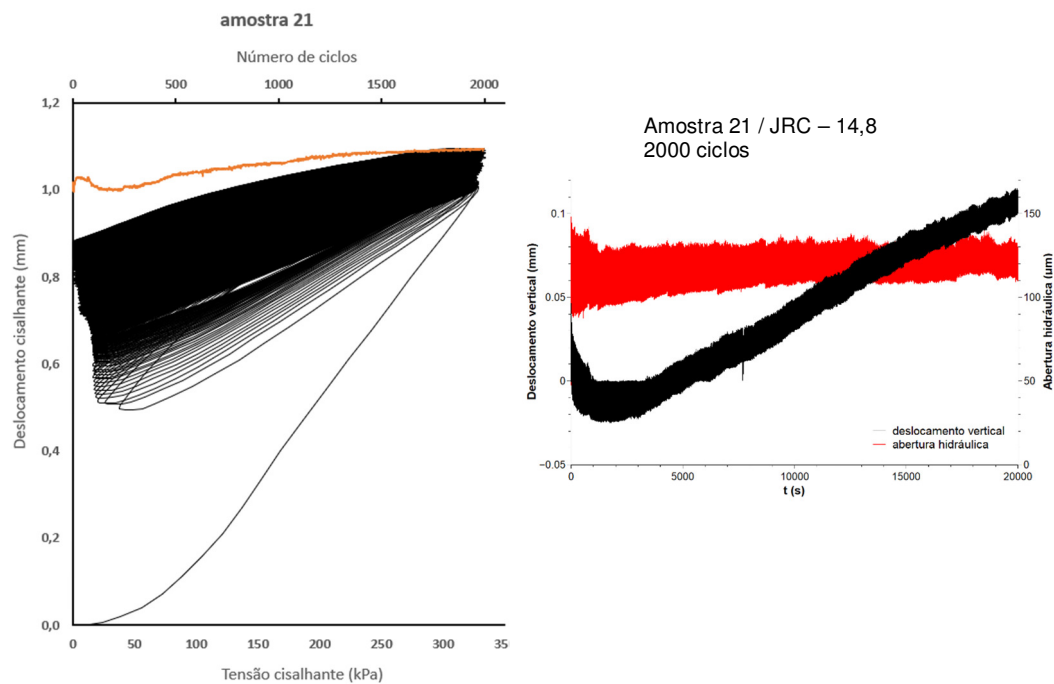 amostra 21
Número de ciclos
0 500 1000 1500 2000
1,2
1,0
0,8
0,6
0,4
0,2
0,0
Deslocamento cisalhante (mm)
0 50 100 150 200 250 300 35
Tensão cisalhante (kPa)
Amostra 21 / JRC – 14,8
2000 ciclos
Deslocamento vertical (mm)
0.1
0.05
0
−0.05
150
100
50
0
Abertura hidráulica (um)
deslocamento vertical
abertura hidráulica
0 5000 10000 15000 20000
t (s)